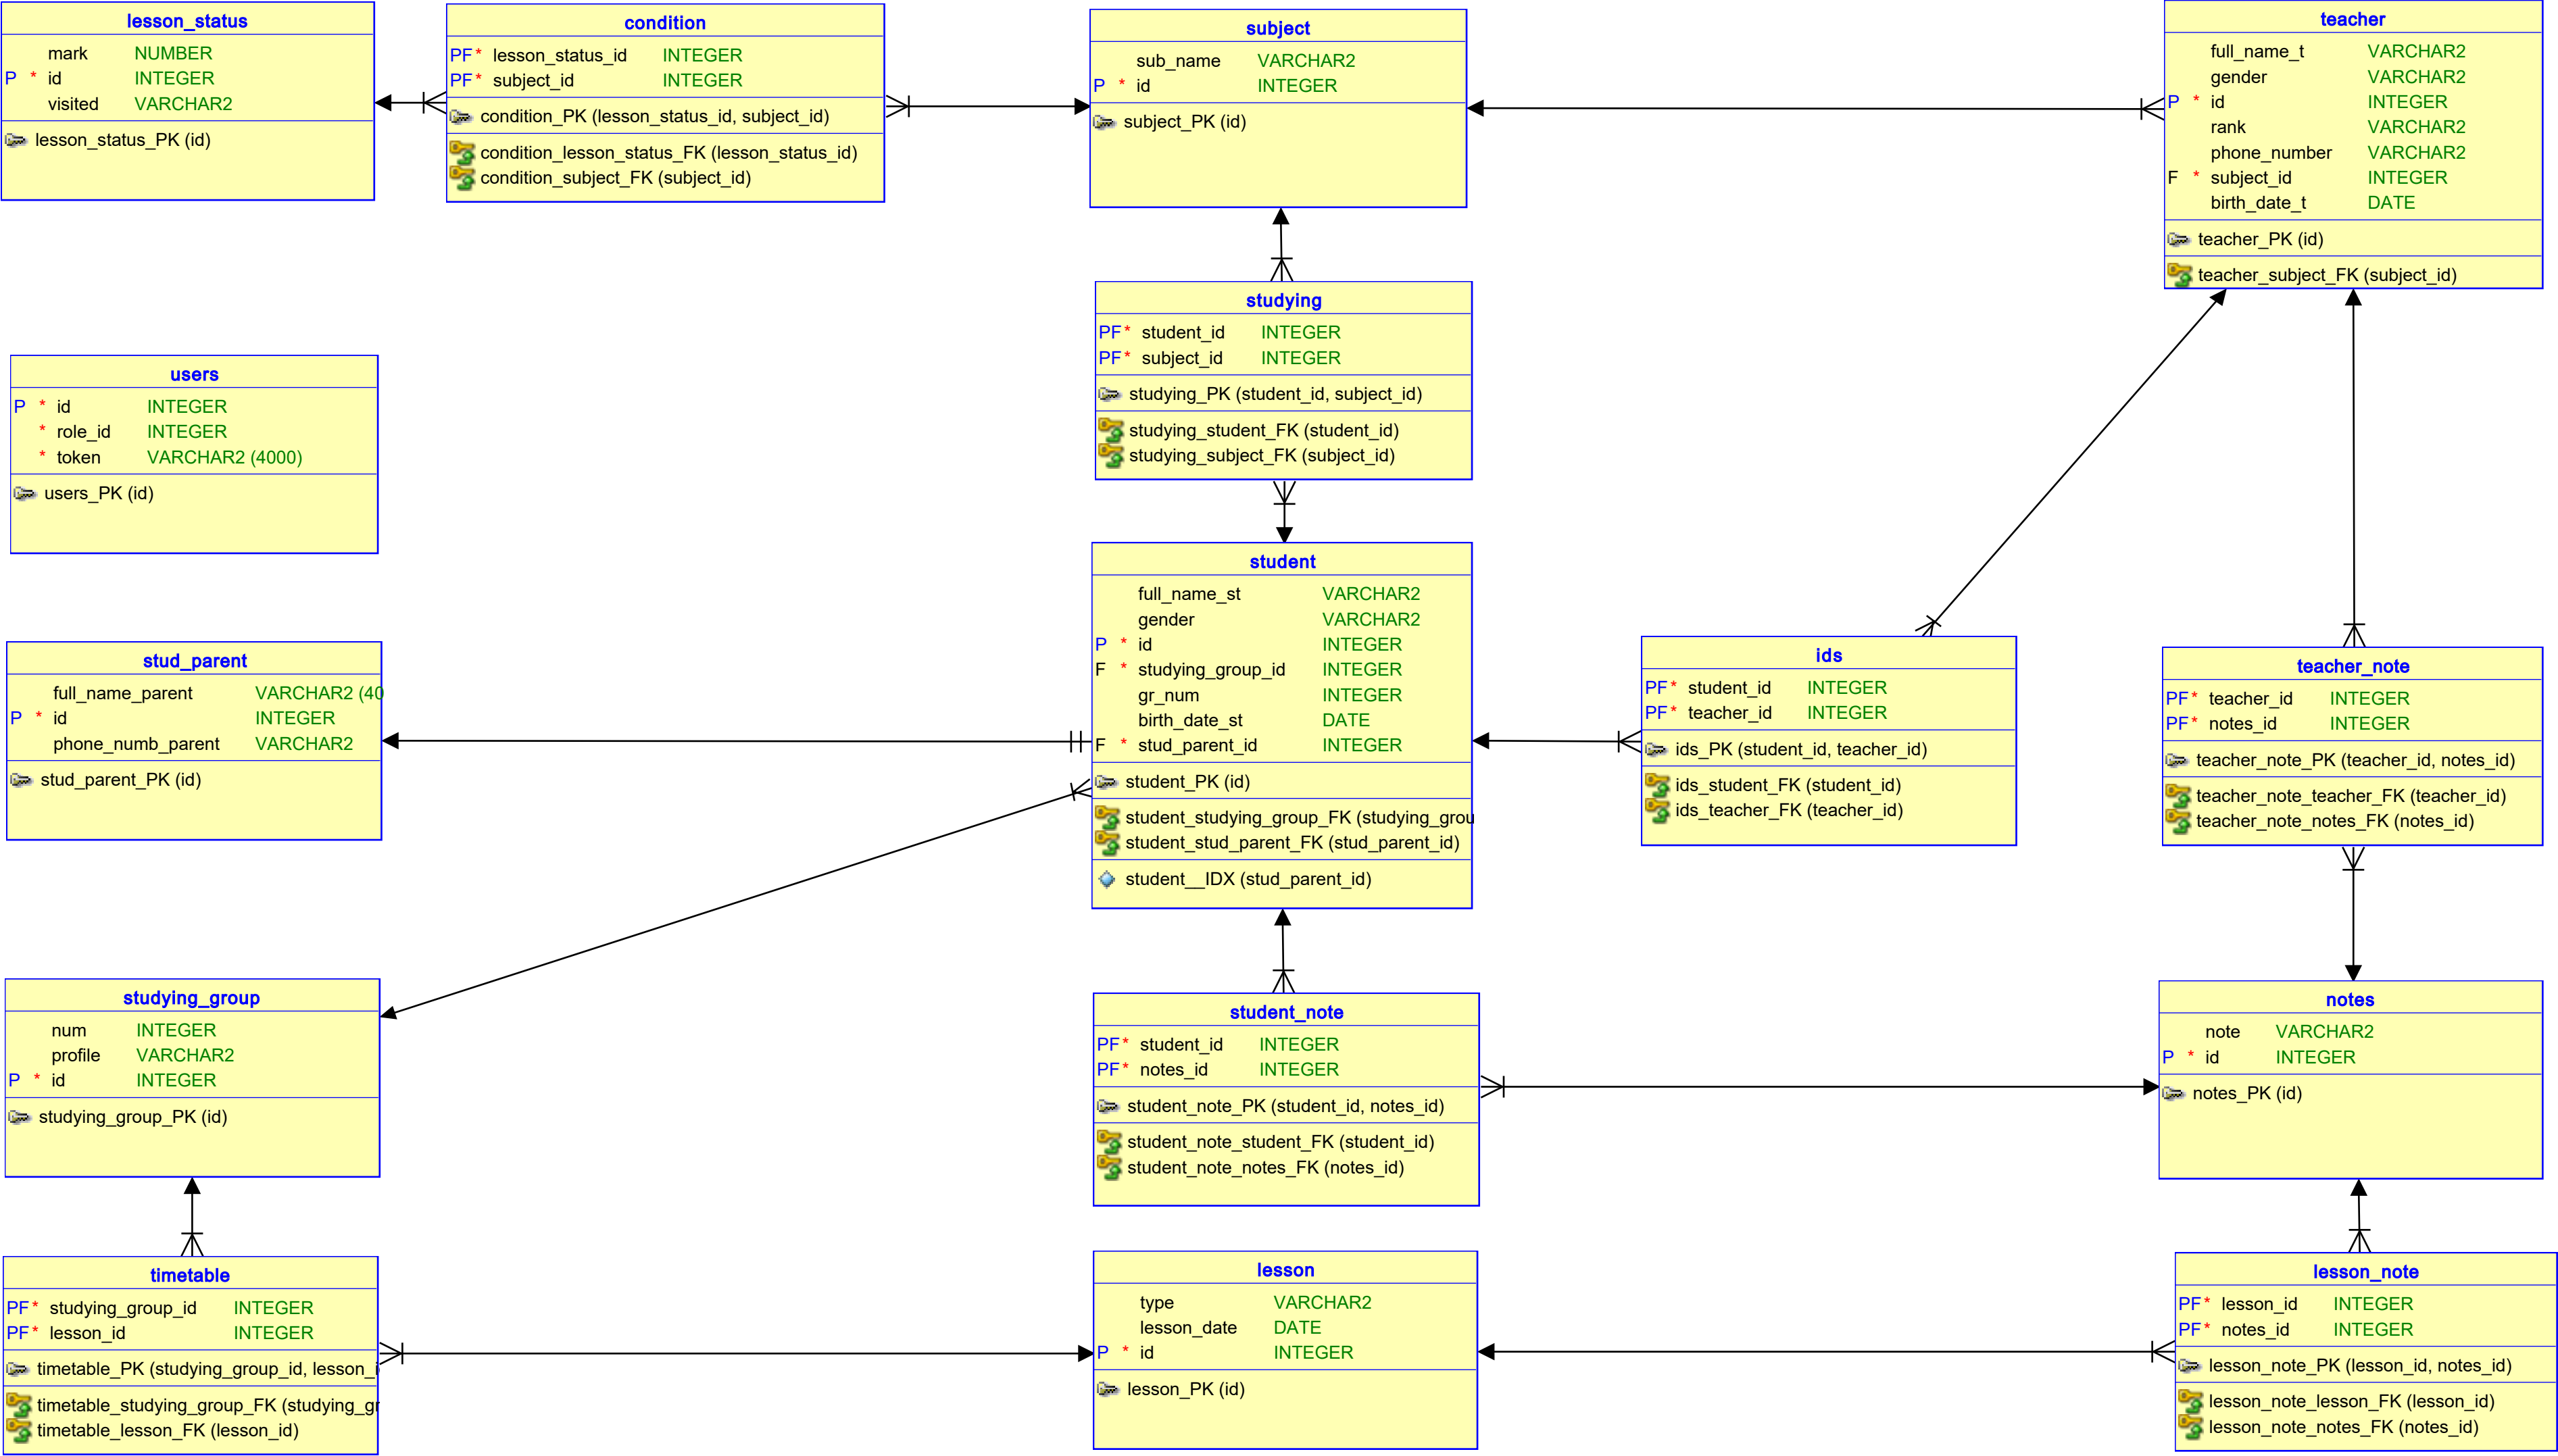 lesson_status
mark NUMBER
P * id INTEGER
visited VARCHAR2
lesson_status_PK (id)
condition
PF* lesson_status_id INTEGER
PF* subject_id INTEGER
condition_PK (lesson_status_id, subject_id)
condition_lesson_status_FK (lesson_status_id)
condition_subject_FK (subject_id)
subject
sub_name VARCHAR2
P * id INTEGER
subject_PK (id)
teacher
full_name_t VARCHAR2
gender VARCHAR2
P * id INTEGER
rank VARCHAR2
phone_number VARCHAR2
F * subject_id INTEGER
birth_date_t DATE
teacher_PK (id)
teacher_subject_FK (subject_id)
studying
PF* student_id INTEGER
PF* subject_id INTEGER
studying_PK (student_id, subject_id)
studying_student_FK (student_id)
studying_subject_FK (subject_id)
users
P * id INTEGER
* role_id INTEGER
* token VARCHAR2 (4000)
users_PK (id)
student
full_name_st VARCHAR2
gender VARCHAR2
P * id INTEGER
F * studying_group_id INTEGER
gr_num INTEGER
birth_date_st DATE
F * stud_parent_id INTEGER
student_PK (id)
student_studying_group_FK (studying_grou
student_stud_parent_FK (stud_parent_id)
student__IDX (stud_parent_id)
stud_parent
full_name_parent VARCHAR2 (40
P * id INTEGER
phone_numb_parent VARCHAR2
stud_parent_PK (id)
ids
PF* student_id INTEGER
PF* teacher_id INTEGER
ids_PK (student_id, teacher_id)
ids_student_FK (student_id)
ids_teacher_FK (teacher_id)
teacher_note
PF* teacher_id INTEGER
PF* notes_id INTEGER
teacher_note_PK (teacher_id, notes_id)
teacher_note_teacher_FK (teacher_id)
teacher_note_notes_FK (notes_id)
studying_group
num INTEGER
profile VARCHAR2
P * id INTEGER
studying_group_PK (id)
student_note
PF* student_id INTEGER
PF* notes_id INTEGER
student_note_PK (student_id, notes_id)
student_note_student_FK (student_id)
student_note_notes_FK (notes_id)
notes
note VARCHAR2
P * id INTEGER
notes_PK (id)
timetable
PF* studying_group_id INTEGER
PF* lesson_id INTEGER
timetable_PK (studying_group_id, lesson_i
timetable_studying_group_FK (studying_gr
timetable_lesson_FK (lesson_id)
lesson
type VARCHAR2
lesson_date DATE
P * id INTEGER
lesson_PK (id)
lesson_note
PF* lesson_id INTEGER
PF* notes_id INTEGER
lesson_note_PK (lesson_id, notes_id)
lesson_note_lesson_FK (lesson_id)
lesson_note_notes_FK (notes_id)